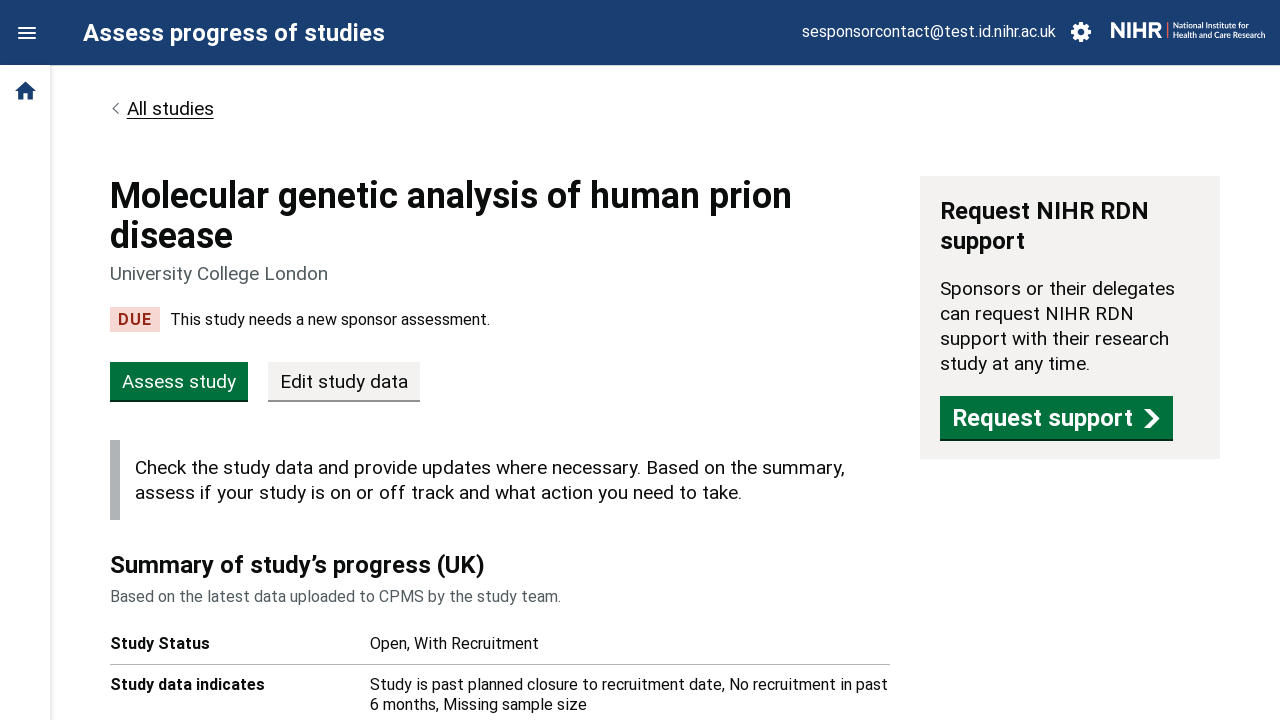 Assess progress of studies
sesponsorcontact@test.id.nihr.ac.uk
NIHR | National Institute for
Health and Care Research
All studies
Molecular genetic analysis of human prion
disease
University College London
DUE This study needs a new sponsor assessment.
Assess study
Edit study data
Check the study data and provide updates where necessary. Based on the summary,
assess if your study is on or off track and what action you need to take.
Summary of study’s progress (UK)
Based on the latest data uploaded to CPMS by the study team.
Study Status Open, With Recruitment
Study data indicates Study is past planned closure to recruitment date, No recruitment in past
6 months, Missing sample size
Request NIHR RDN
support
Sponsors or their delegates
can request NIHR RDN
support with their research
study at any time.
Request support